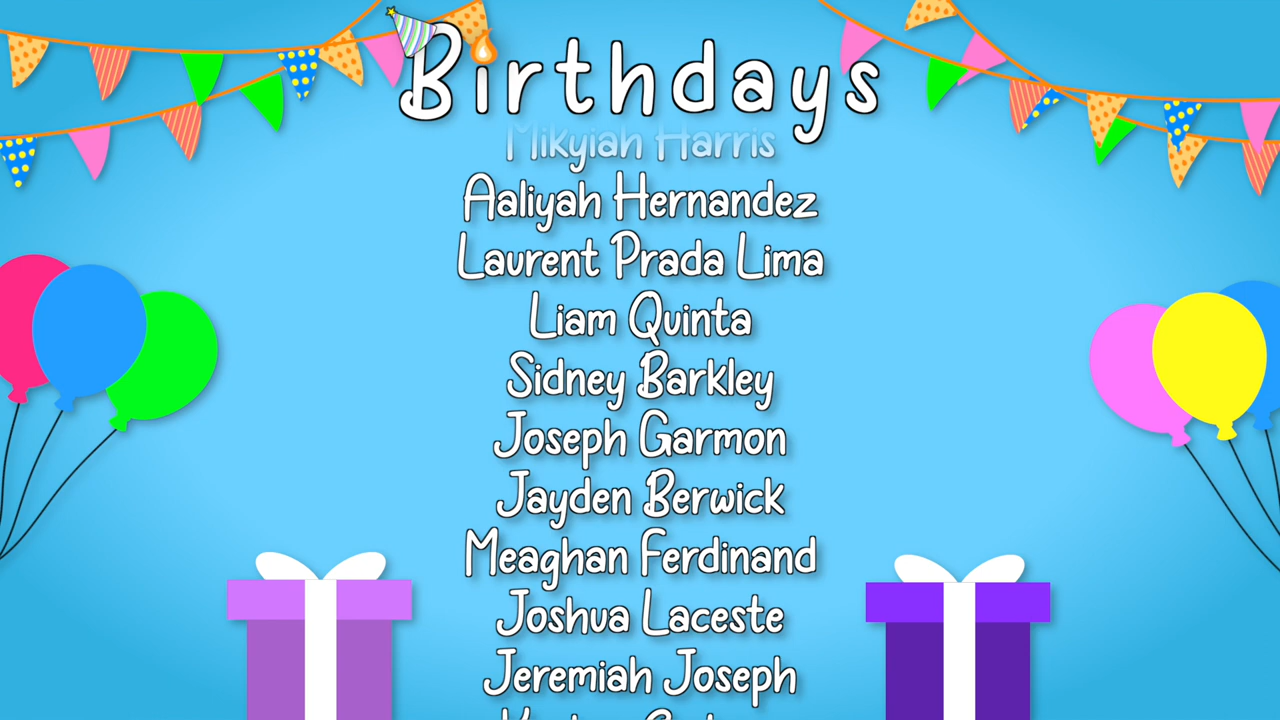 Birthdays
Mikyiah Harris
Aaliyah Hernandez
Laurent Prada Lima
Liam Quinta
Sidney Barkley
Joseph Garmon
Jayden Berwick
Meaghan Ferdinand
Joshua Laceste
Jeremiah Joseph